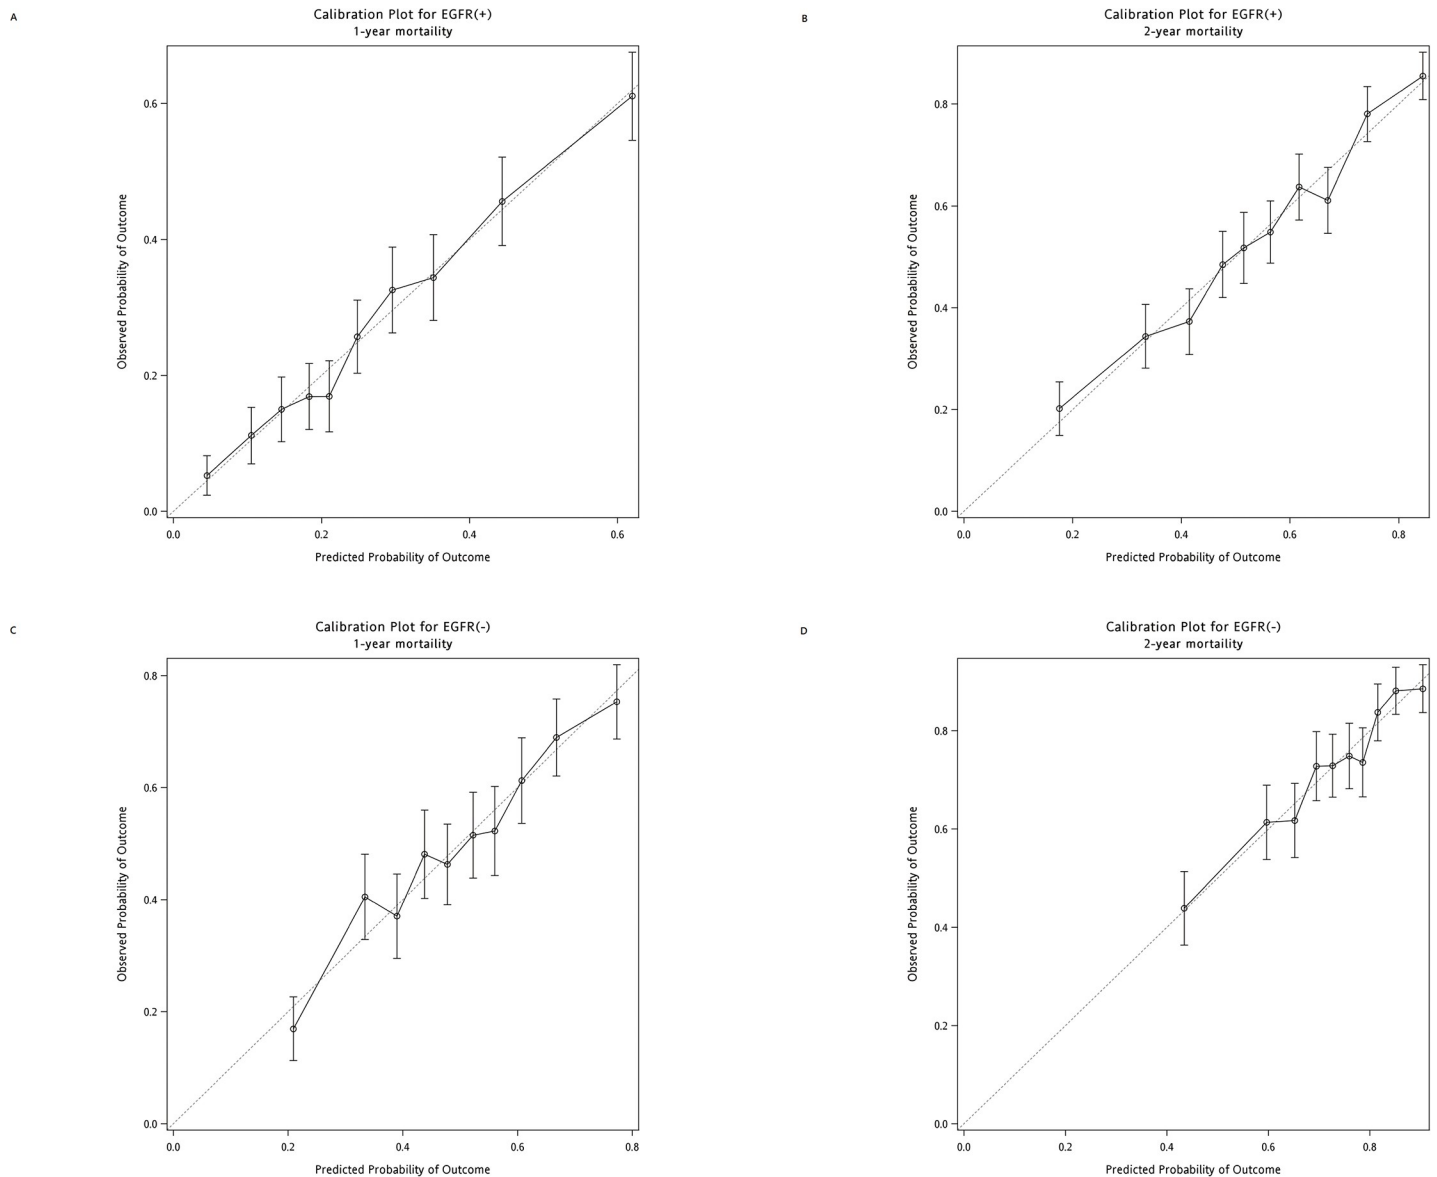 A
Calibration Plot for EGFR(+)
1-year mortaility
0.6
0.4
0.2
0.0
Observed Probability of Outcome
0.0 0.2 0.4 0.6
Predicted Probability of Outcome
B
Calibration Plot for EGFR(+)
2-year mortaility
0.8
0.6
0.4
0.2
0.0
Observed Probability of Outcome
0.0 0.2 0.4 0.6 0.8
Predicted Probability of Outcome
C
Calibration Plot for EGFR(-)
1-year mortaility
0.8
0.6
0.4
0.2
0.0
Observed Probability of Outcome
0.0 0.2 0.4 0.6 0.8
Predicted Probability of Outcome
D
Calibration Plot for EGFR(-)
2-year mortaility
0.8
0.6
0.4
0.2
0.0
Observed Probability of Outcome
0.0 0.2 0.4 0.6 0.8
Predicted Probability of Outcome